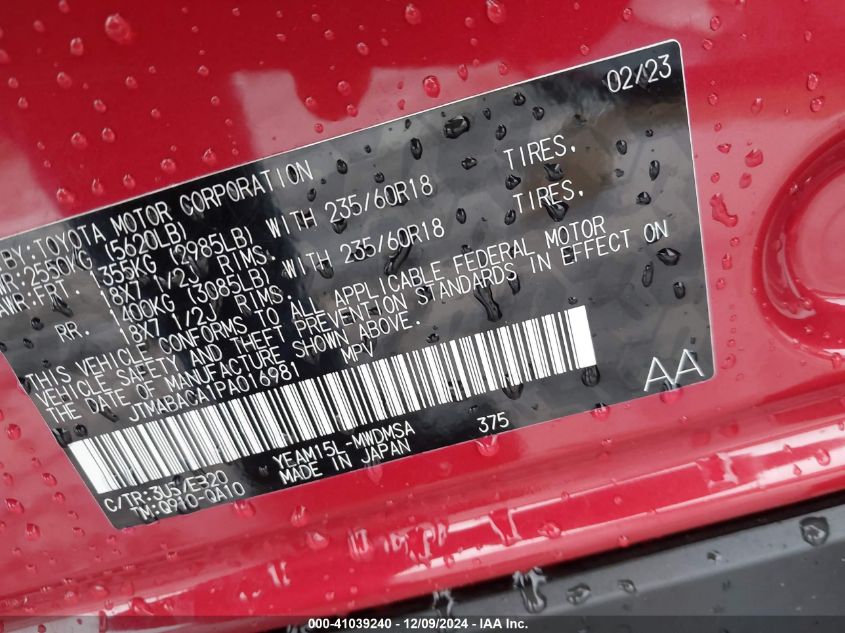 02/23
BY:TOYOTA MOTOR CORPORATION
WR:2550KG (5620LB)
AWR:FRT. 1355KG (2985LB) WITH 235/60R18 TIRES,
18X7 1/2J RIMS.
RR. 1400KG (3085LB) WITH 235/60R18 TIRES,
18X7 1/2J RIMS.
THIS VEHICLE CONFORMS TO ALL APPLICABLE FEDERAL MOTOR
VEHICLE SAFETY AND THEFT PREVENTION STANDARDS IN EFFECT ON
THE DATE OF MANUFACTURE SHOWN ABOVE.
JTMABACA1PA016981 MPV
AA
YEAM15L-MWDMSA 375
C/TR:3U5/EB20 MADE IN JAPAN
TM:Q910-QA10
000-41039240 - 12/09/2024 - IAA Inc.